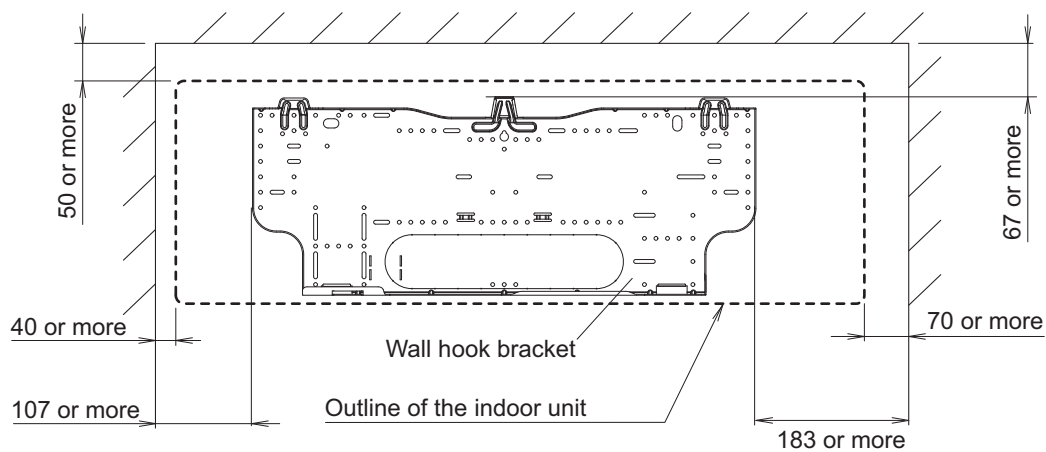 50 or more
67 or more
40 or more
70 or more
Wall hook bracket
107 or more
Outline of the indoor unit
183 or more